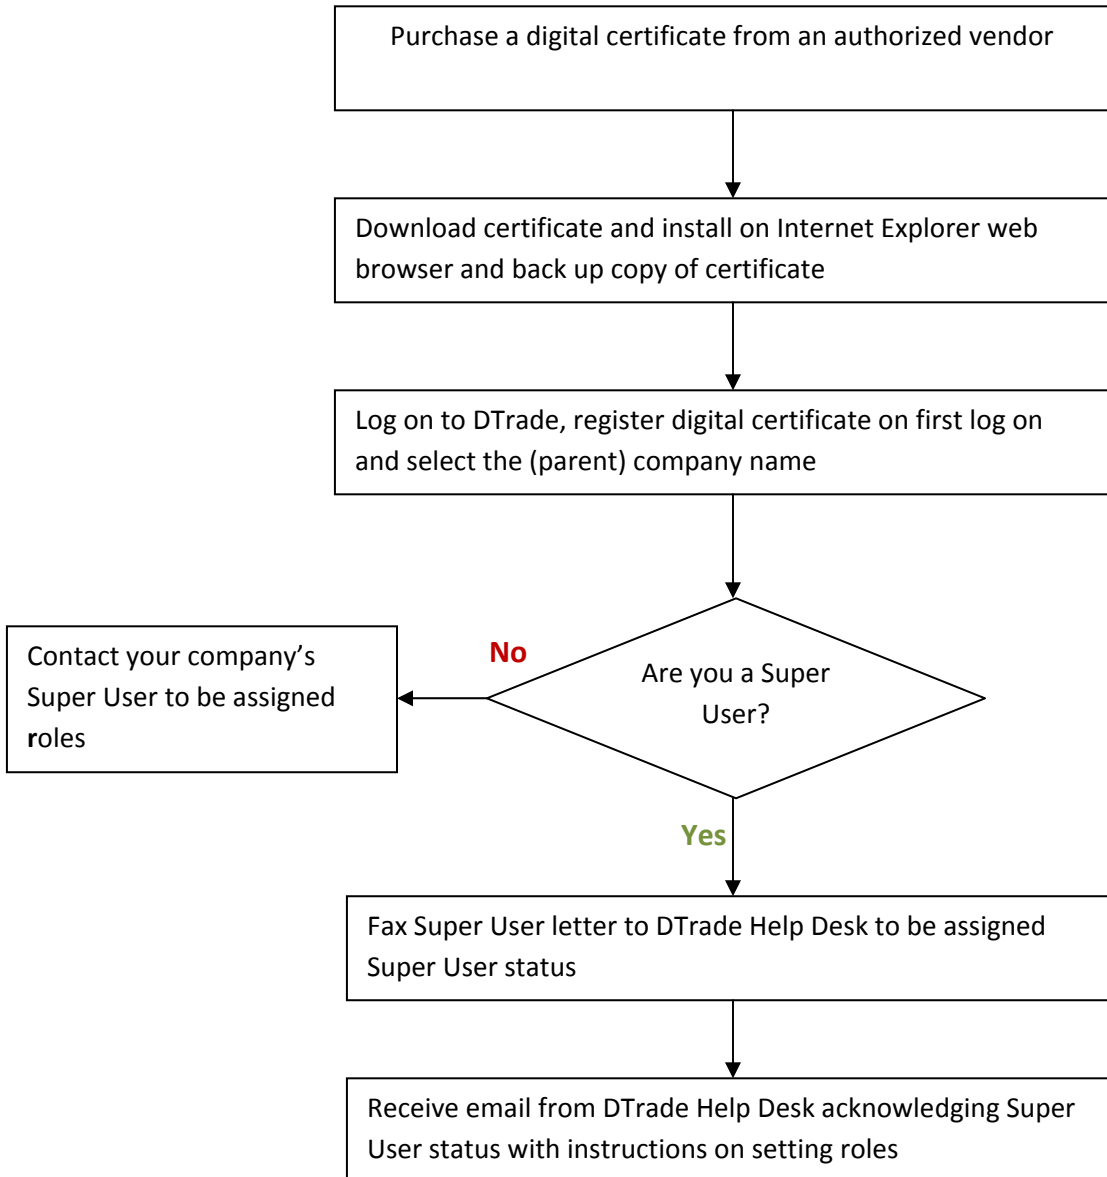 Purchase a digital certificate from an authorized vendor
Download certificate and install on Internet Explorer web
browser and back up copy of certificate
Log on to DTrade, register digital certificate on first log on
and select the (parent) company name
No
Contact your company’s
Super User to be assigned
roles
Are you a Super
User?
Yes
Fax Super User letter to DTrade Help Desk to be assigned
Super User status
Receive email from DTrade Help Desk acknowledging Super
User status with instructions on setting roles